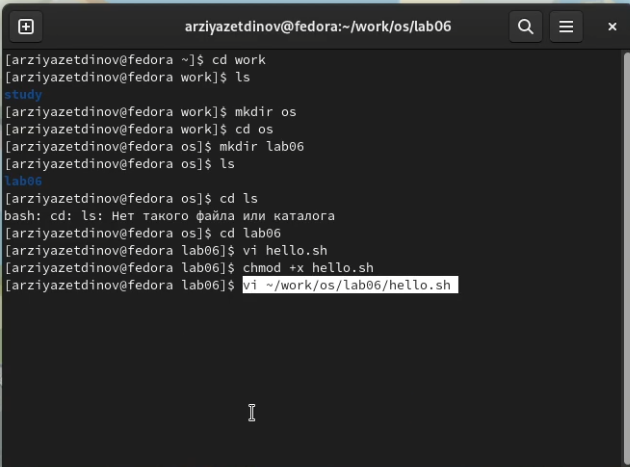 arziyazetdinov@fedora:~/work/os/lab06
[arziyazetdinov@fedora ~]$ cd work
[arziyazetdinov@fedora work]$ ls
study
[arziyazetdinov@fedora work]$ mkdir os
[arziyazetdinov@fedora work]$ cd os
[arziyazetdinov@fedora os]$ mkdir lab06
[arziyazetdinov@fedora os]$ ls
lab06
[arziyazetdinov@fedora os]$ cd ls
bash: cd: ls: Нет такого файла или каталога
[arziyazetdinov@fedora os]$ cd lab06
[arziyazetdinov@fedora lab06]$ vi hello.sh
[arziyazetdinov@fedora lab06]$ chmod +x hello.sh
[arziyazetdinov@fedora lab06]$ vi ~/work/os/lab06/hello.sh